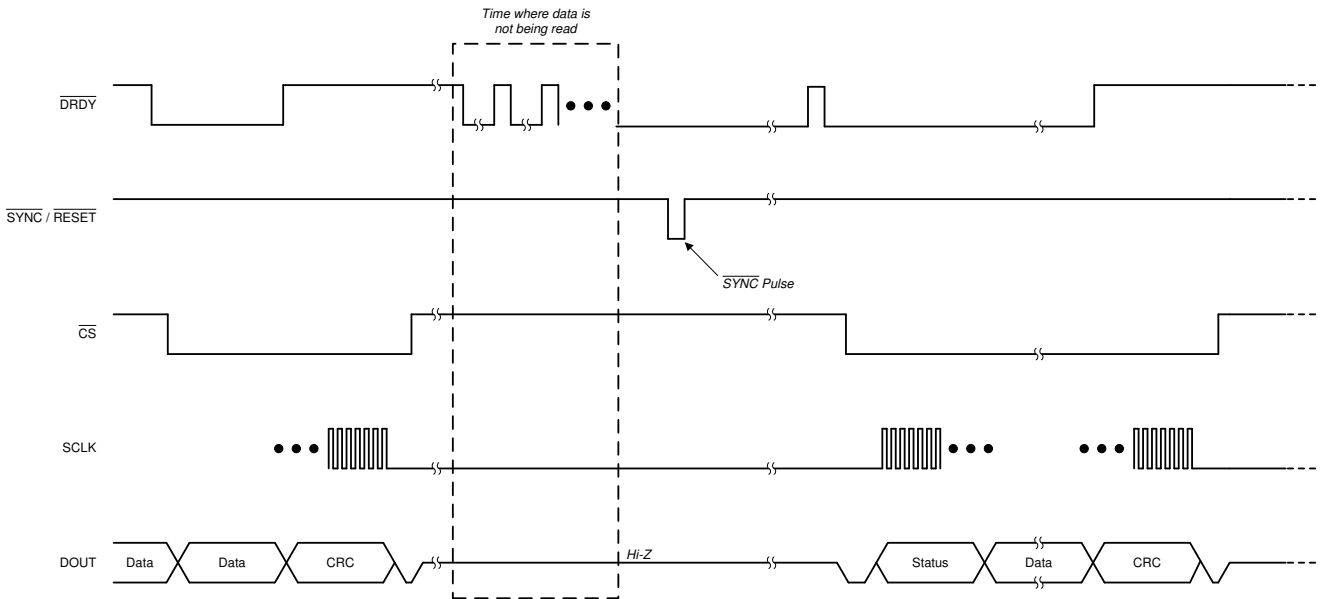 Time where data is
not being read
DRDY
SYNC / RESET
SYNC Pulse
CS
SCLK
DOUT
Data
Data
CRC
Hi-Z
Status
Data
CRC